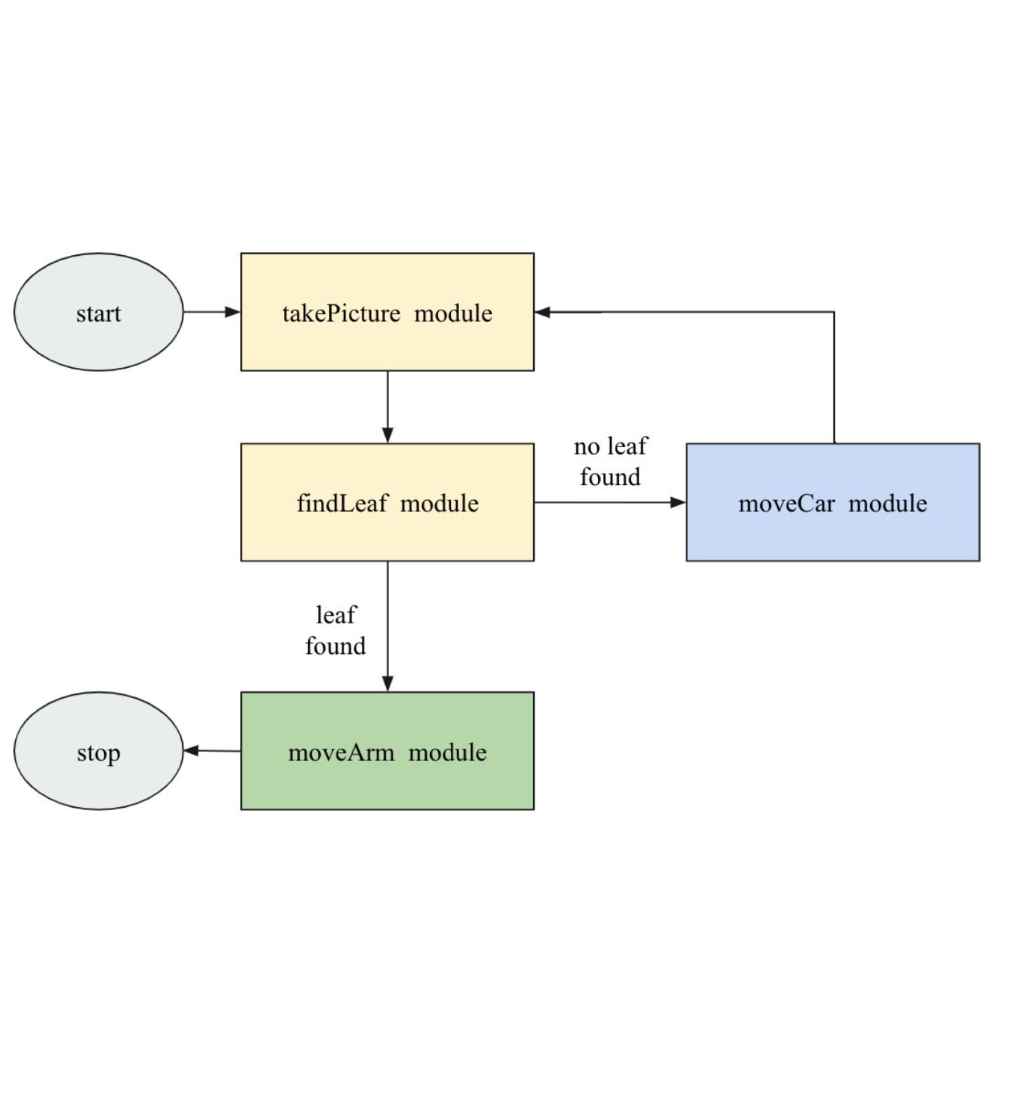 start
takePicture module
no leaf
found
findLeaf module
moveCar module
leaf
found
stop
moveArm module